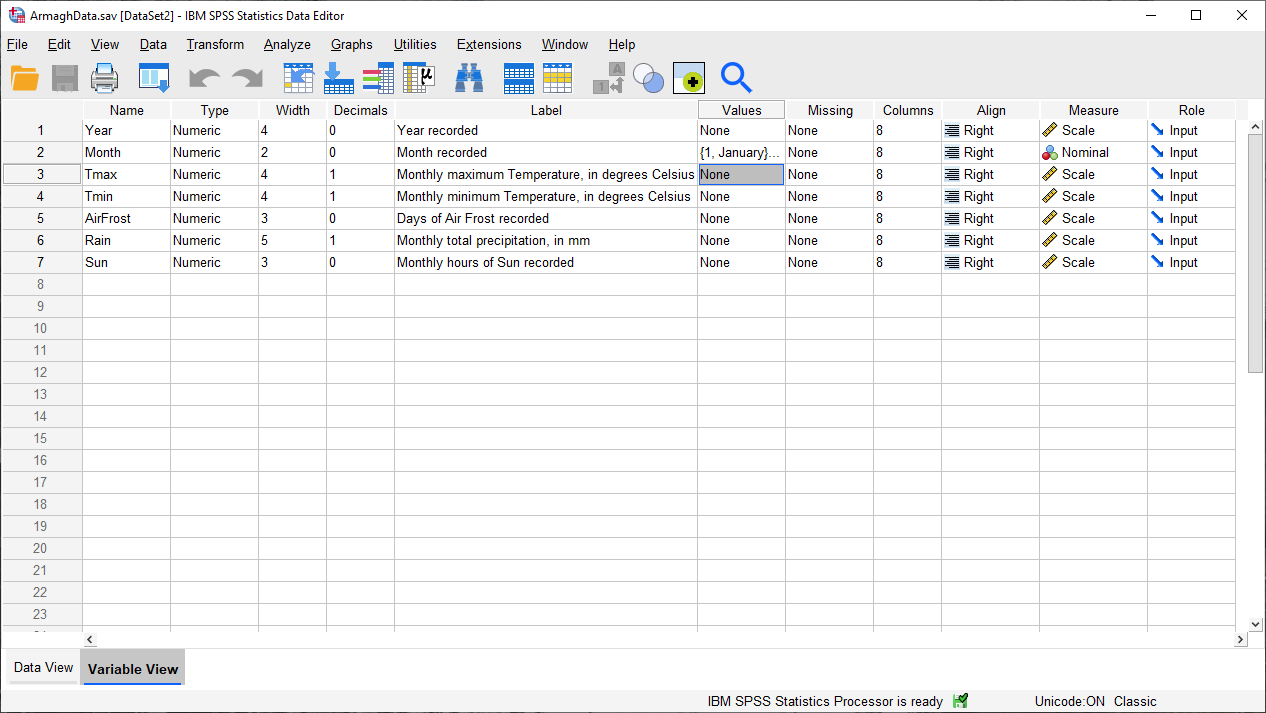 ArmaghData.sav [DataSet2] - IBM SPSS Statistics Data Editor
File Edit View Data Transform Analyze Graphs Utilities Extensions Window Help
A
1
μ
Name Type Width Decimals Label Values Missing Columns Align Measure Role
1 Year Numeric 4 0 Year recorded None None 8 Right Scale Input
2 Month Numeric 2 0 Month recorded {1, January}... None 8 Right Nominal Input
3 Tmax Numeric 4 1 Monthly maximum Temperature, in degrees Celsius None None 8 Right Scale Input
4 Tmin Numeric 4 1 Monthly minimum Temperature, in degrees Celsius None None 8 Right Scale Input
5 AirFrost Numeric 3 0 Days of Air Frost recorded None None 8 Right Scale Input
6 Rain Numeric 5 1 Monthly total precipitation, in mm None None 8 Right Scale Input
7 Sun Numeric 3 0 Monthly hours of Sun recorded None None 8 Right Scale Input
8
9
10
11
12
13
14
15
16
17
18
19
20
21
22
23
Data View Variable View
IBM SPSS Statistics Processor is ready Unicode:ON Classic